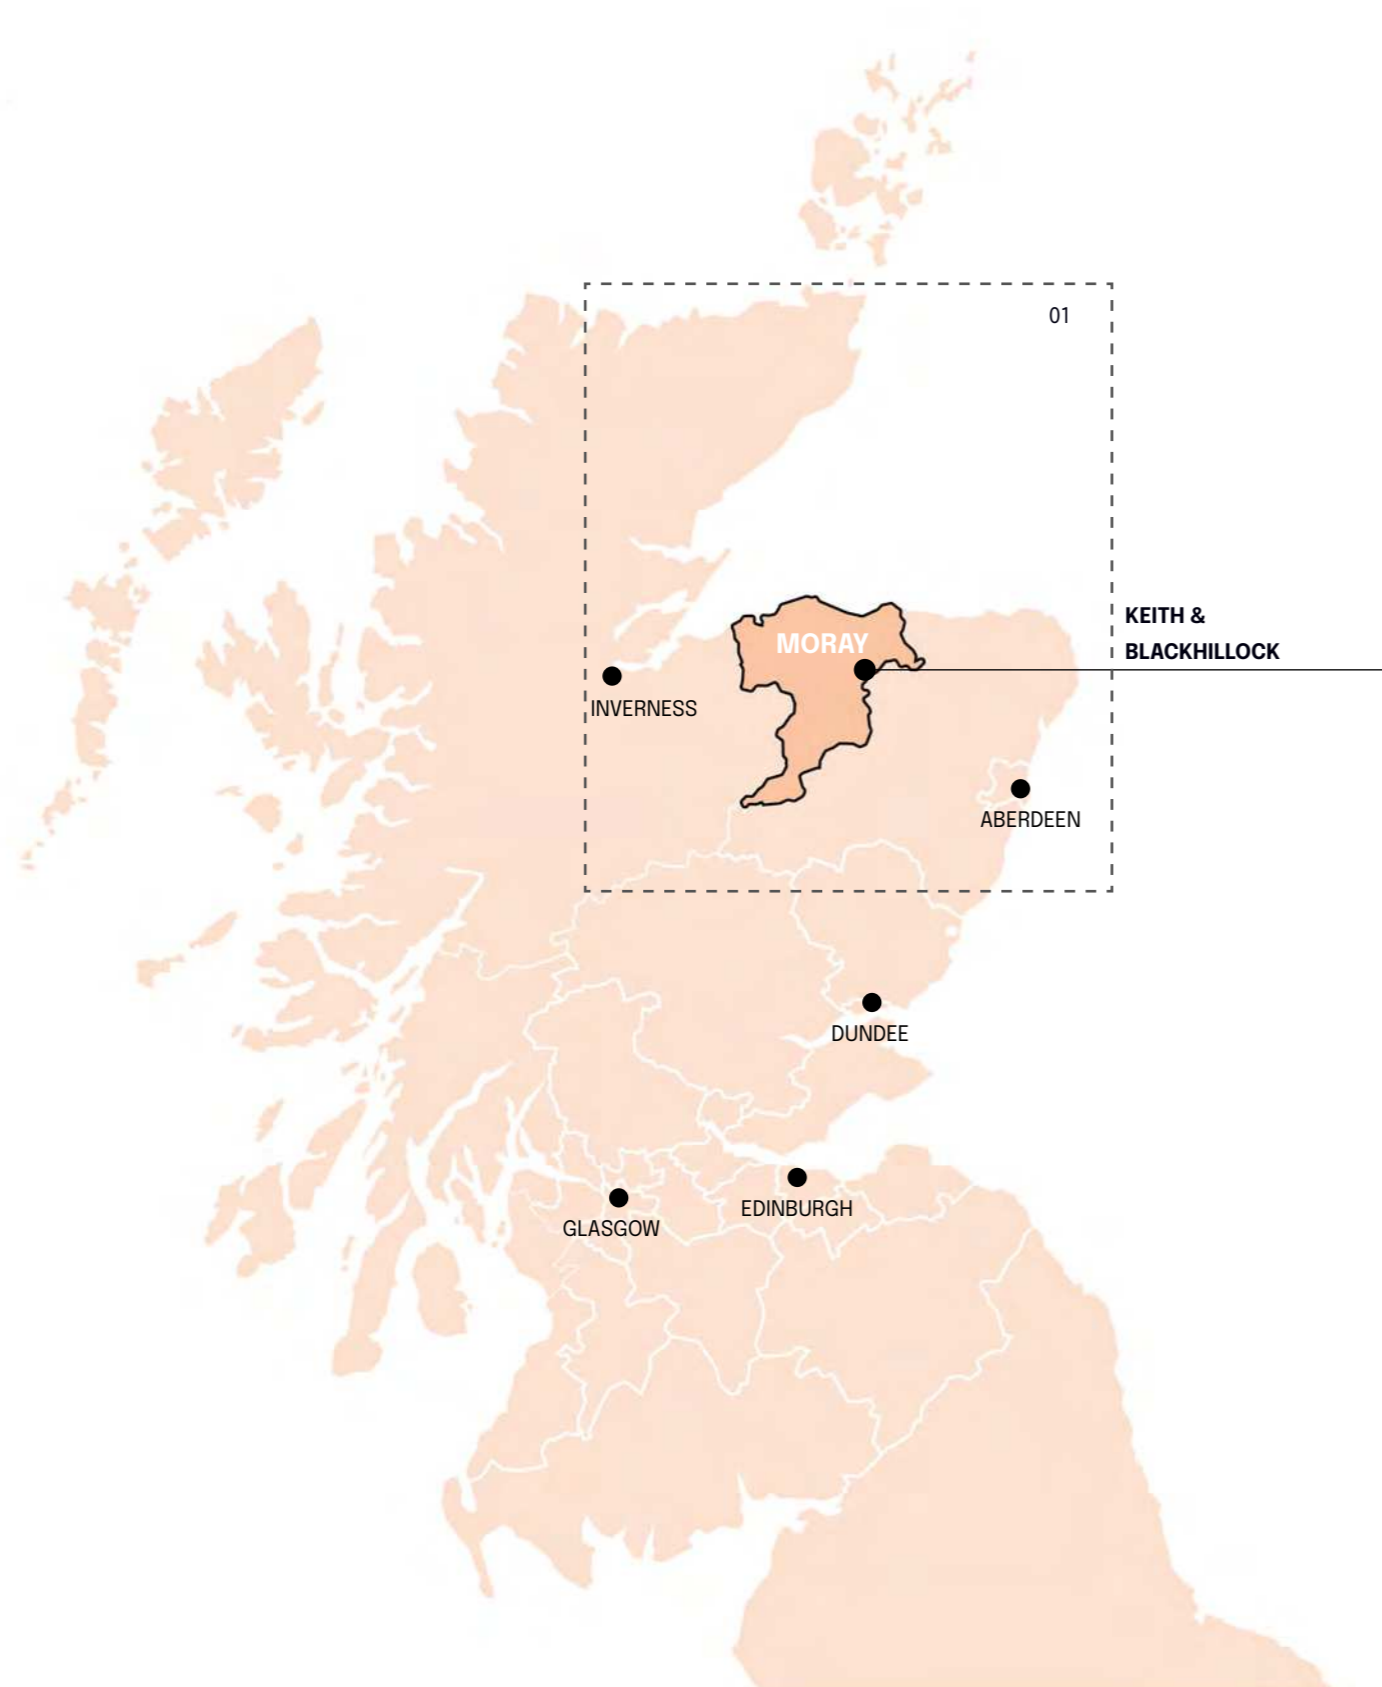 01
KEITH &
BLACKHILLOCK
MORAY
INVERNESS
ABERDEEN
DUNDEE
EDINBURGH
GLASGOW